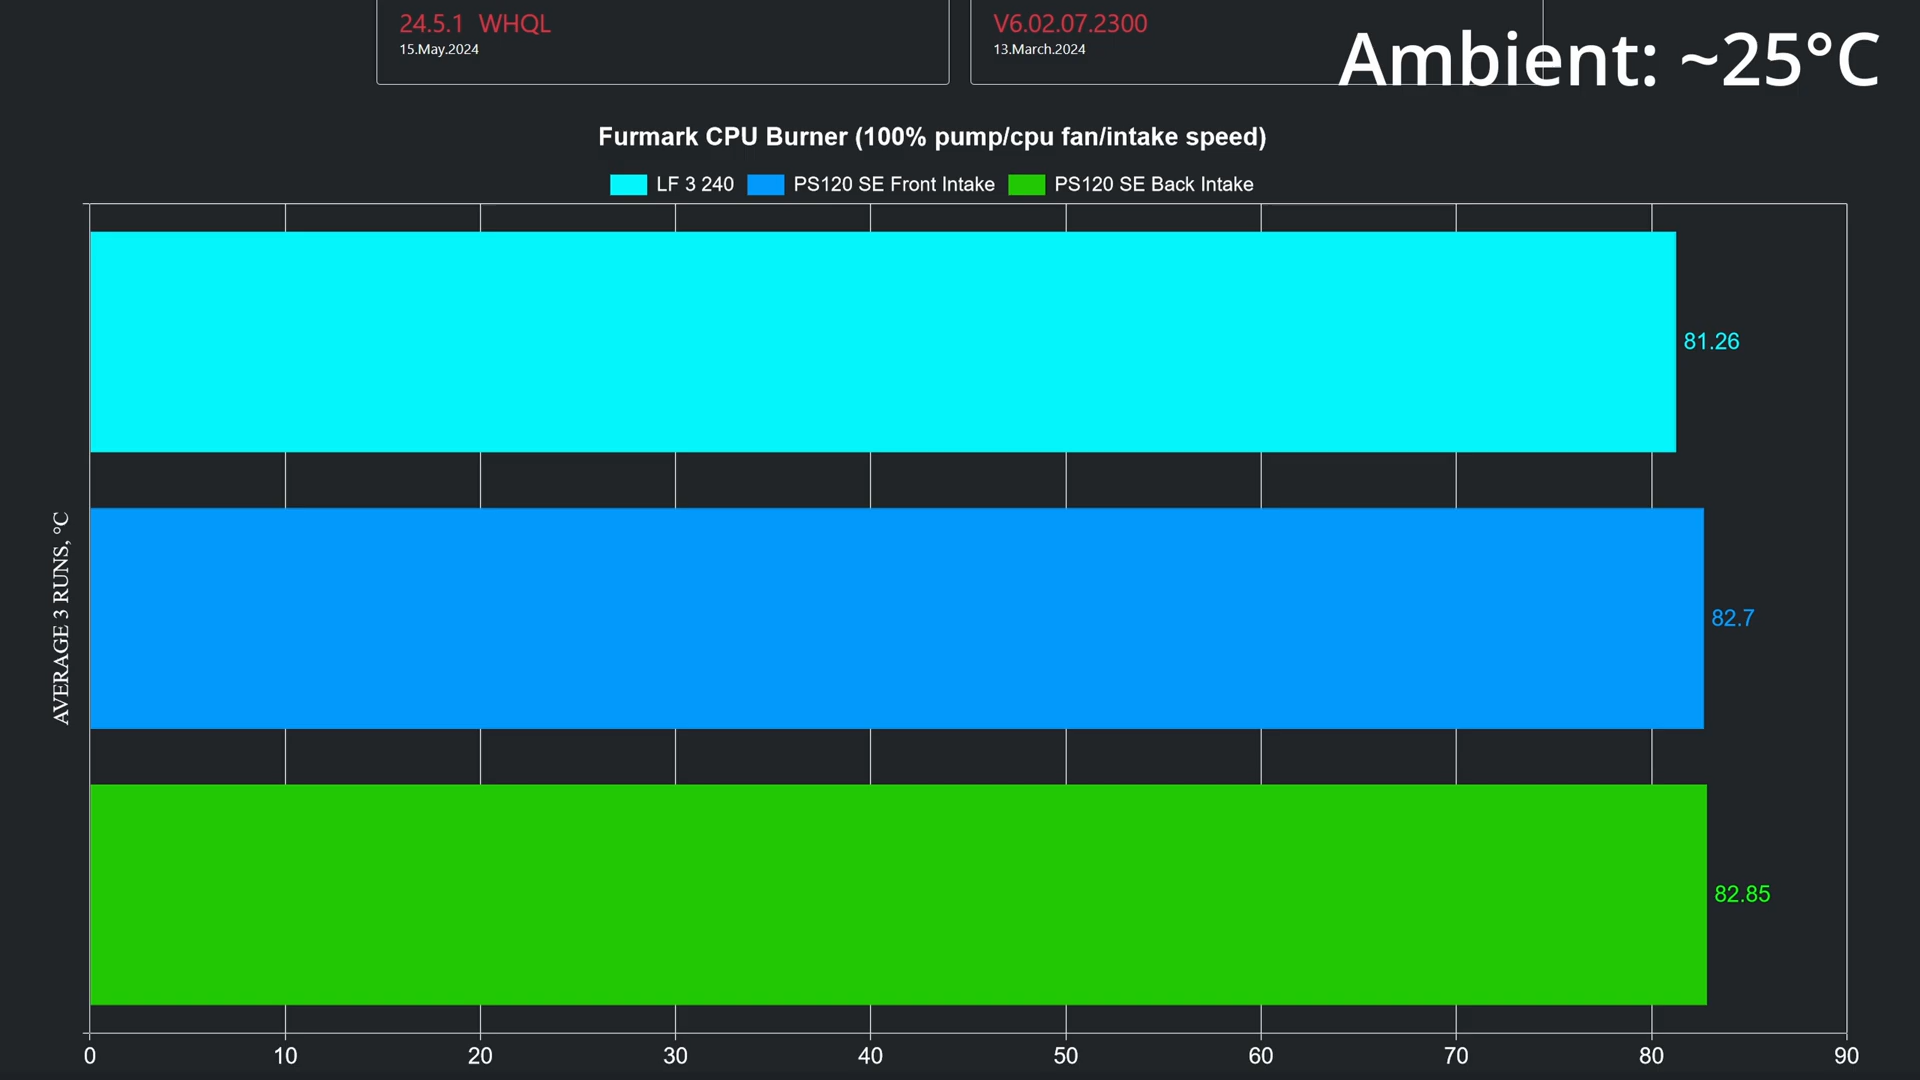 24.5.1 WHQL
15.May.2024
V6.02.07.2300
13.March.2024
Ambient: ~25°C
Furmark CPU Burner (100% pump/cpu fan/intake speed)
LF 3 240 PS120 SE Front Intake PS120 SE Back Intake
81.26
AVERAGE 3 RUNS, °C
82.7
82.85
0 10 20 30 40 50 60 70 80 90